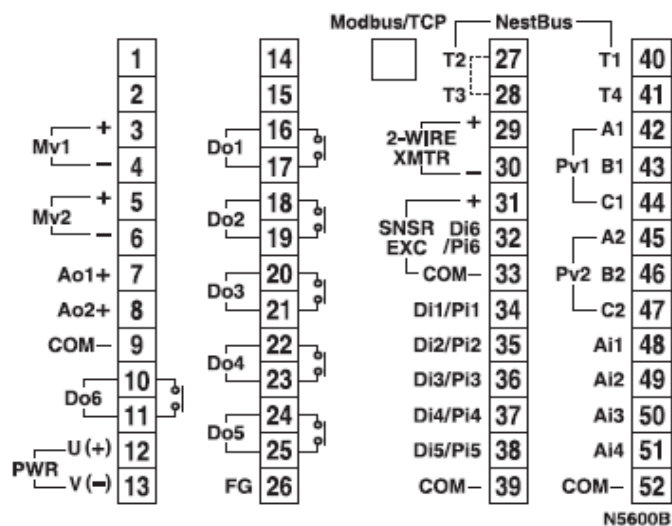 Modbus/TCP NestBus
1 14 T2 27 T1 40
2 15 T3 28 T4 41
Mv1 + 3 Do1 16 2-WIRE XMTR + 29 Pv1 A1 42
− 4 17 − 30 B1 43
Mv2 + 5 Do2 18 SNSR EXC + 31 C1 44
− 6 19 Di6 /Pi6 32 Pv2 A2 45
Ao1+ 7 Do3 20 COM− 33 B2 46
Ao2+ 8 21 Di1/Pi1 34 C2 47
COM− 9 Do4 22 Di2/Pi2 35 Ai1 48
Do6 10 23 Di3/Pi3 36 Ai2 49
11 Do5 24 Di4/Pi4 37 Ai3 50
PWR U(+) 12 25 Di5/Pi5 38 Ai4 51
V(−) 13 FG 26 COM− 39 COM− 52
N5600B